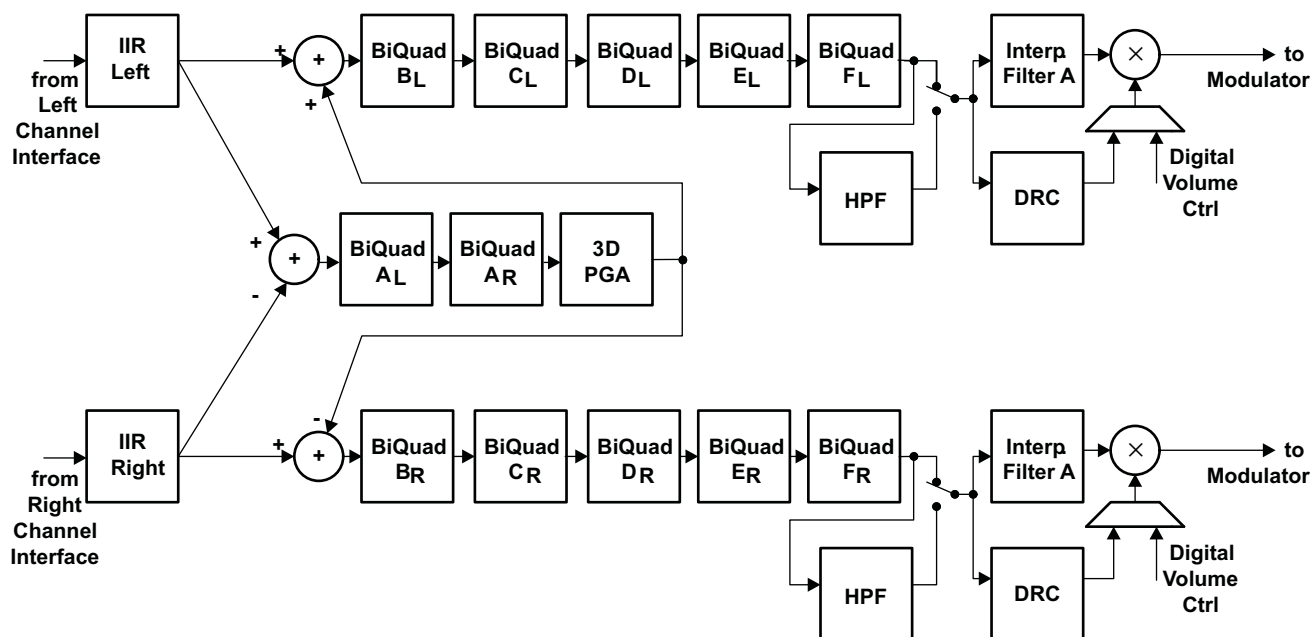 IIR
Left
from
Left
Channel
Interface
+
+
+
BiQuad
BL
BiQuad
CL
BiQuad
DL
BiQuad
EL
BiQuad
FL
HPF
Interp.
Filter A
DRC
×
to
Modulator
Digital
Volume
Ctrl
+
-
+
BiQuad
AL
BiQuad
AR
3D
PGA
IIR
Right
from
Right
Channel
Interface
+
-
+
BiQuad
BR
BiQuad
CR
BiQuad
DR
BiQuad
ER
BiQuad
FR
HPF
Interp.
Filter A
DRC
×
to
Modulator
Digital
Volume
Ctrl